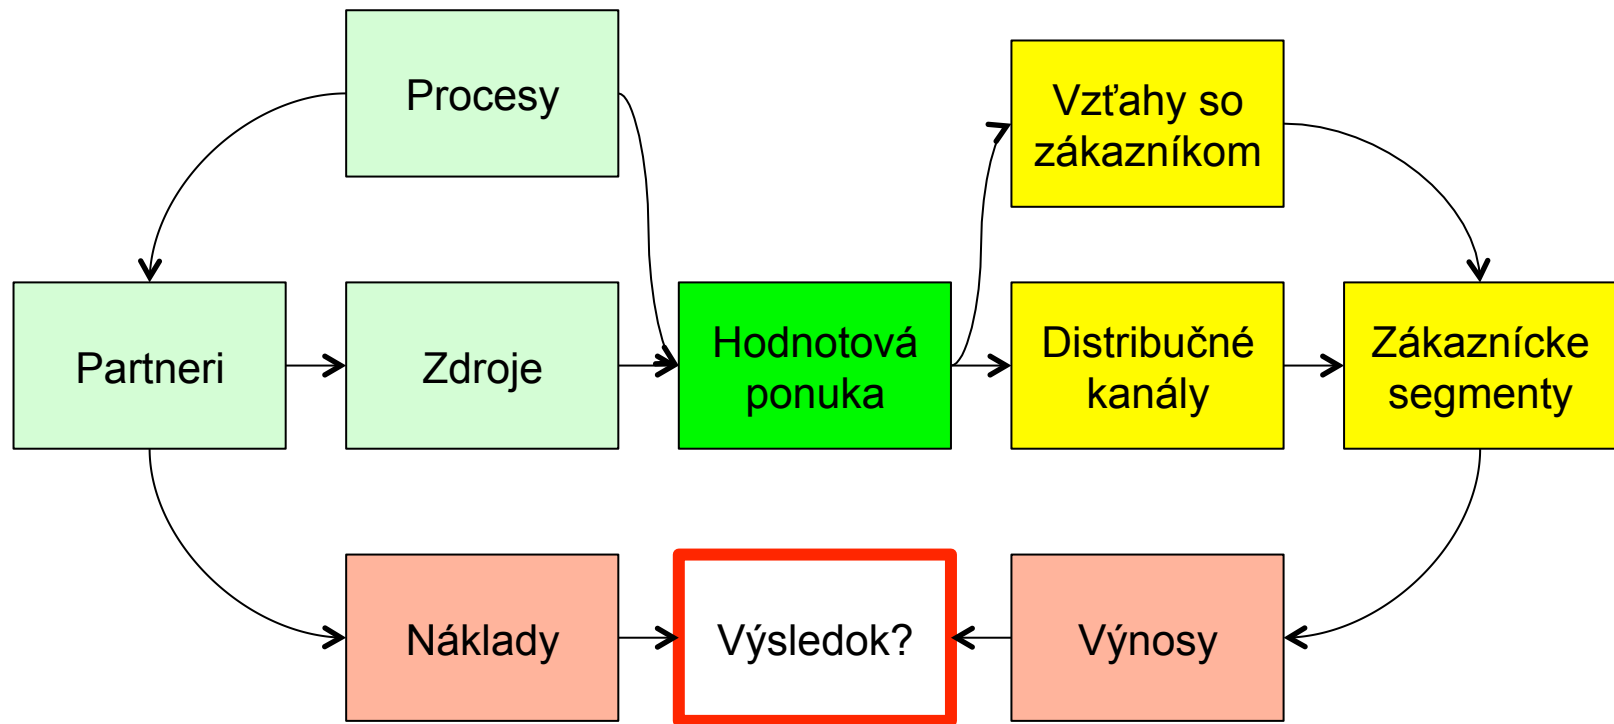 Procesy
Vzťahy so
zákazníkom
Partneri
Zdroje
Hodnotová
ponuka
Distribučné
kanály
Zákaznícke
segmenty
Náklady
Výsledok?
Výnosy